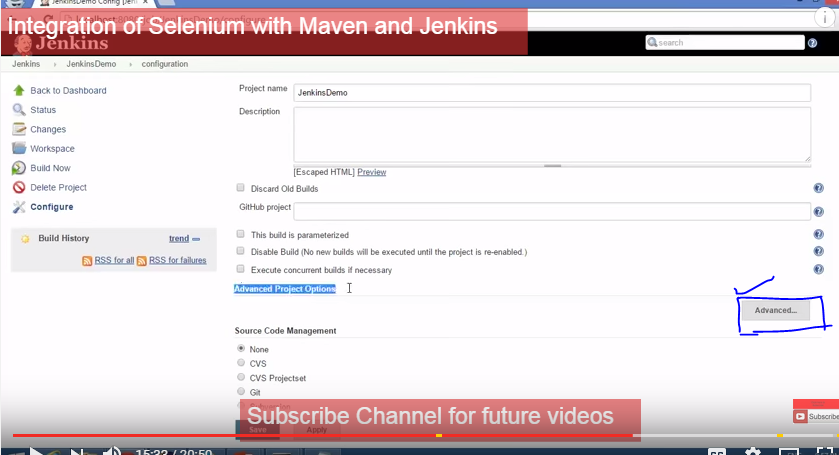 JenkinsDemo Config [Jenk
Integration of Selenium with Maven and Jenkins
Jenkins
search
Jenkins
JenkinsDemo
configuration
Back to Dashboard
Status
Changes
Workspace
Build Now
Delete Project
Configure
Build History
trend
RSS for all
RSS for failures
Project name
JenkinsDemo
Description
[Escaped HTML] Preview
Discard Old Builds
GitHub project
This build is parameterized
Disable Build (No new builds will be executed until the project is re-enabled.)
Execute concurrent builds if necessary
Advanced Project Options
Advanced...
Source Code Management
None
CVS
CVS Projectset
Git
Subscribe Channel for future videos
Subscribe
Save
Apply
15:33 / 20:50